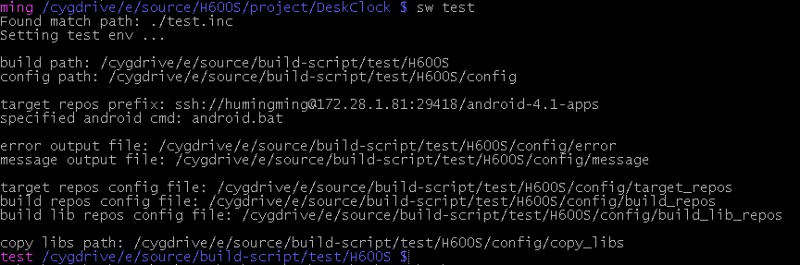 ming /cygdrive/e/source/H600S/project/DeskClock $ sw test
Found match path: ./test.inc
Setting test env ...
build path: /cygdrive/e/source/build-script/test/H600S
config path: /cygdrive/e/source/build-script/test/H600S/config
target repos prefix: ssh://humingming@172.28.1.81:29418/android-4.1-apps
specified android cmd: android.bat
error output file: /cygdrive/e/source/build-script/test/H600S/config/error
message output file: /cygdrive/e/source/build-script/test/H600S/config/message
target repos config file: /cygdrive/e/source/build-script/test/H600S/config/target_repos
build repos config file: /cygdrive/e/source/build-script/test/H600S/config/build_repos
build lib repos config file: /cygdrive/e/source/build-script/test/H600S/config/build_lib_repos
copy libs path: /cygdrive/e/source/build-script/test/H600S/config/copy_libs
test /cygdrive/e/source/build-script/test/H600S $